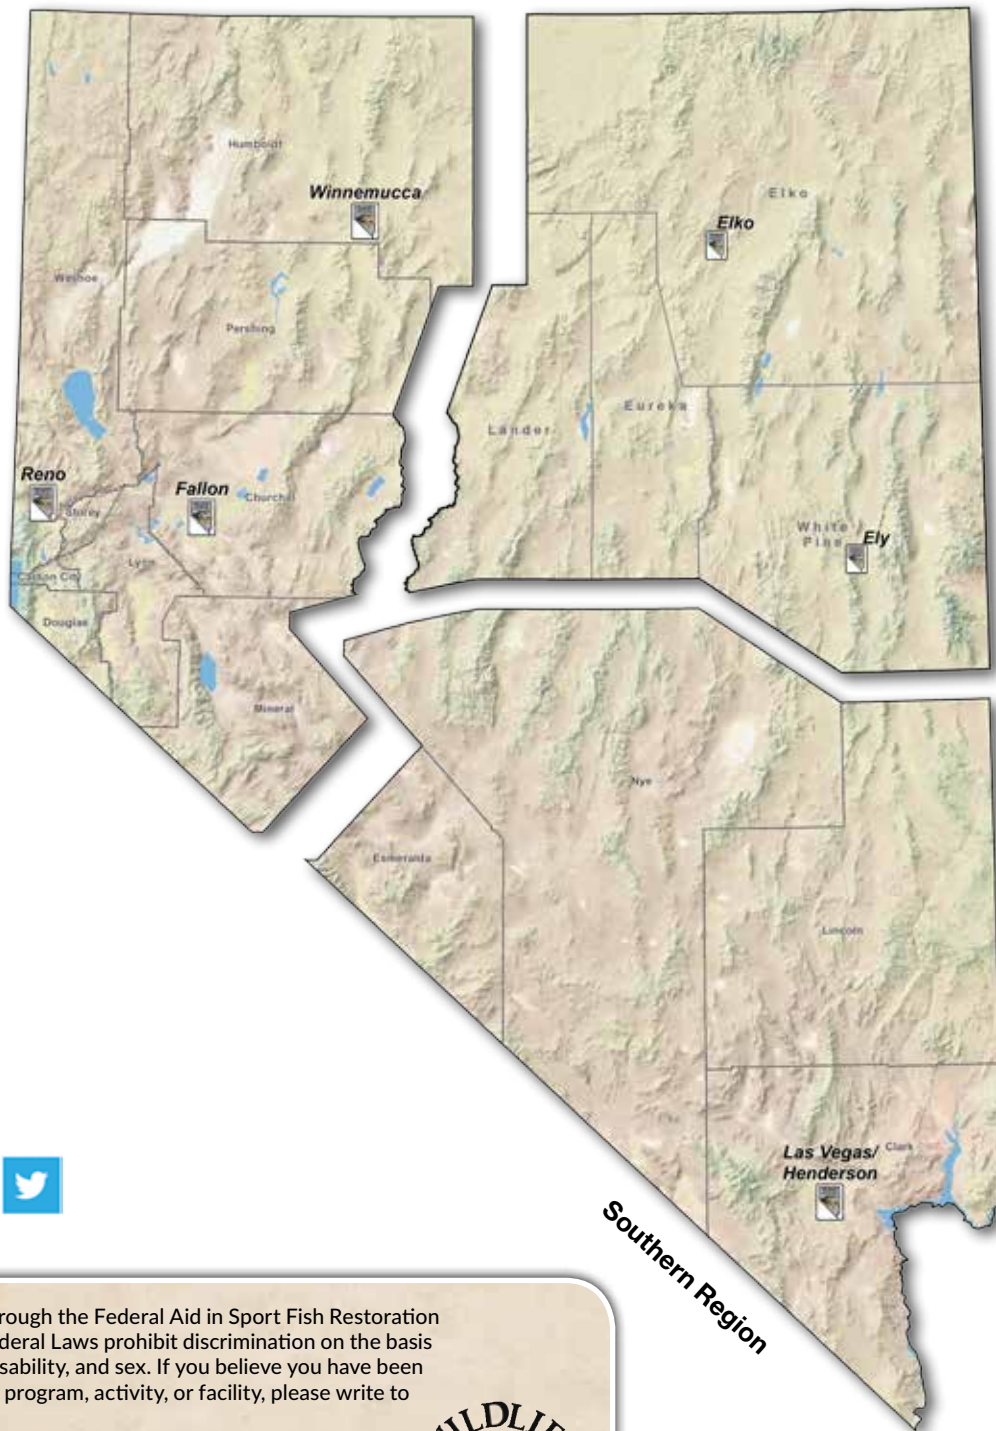 Humboldt
Winnemucca
Elko
Elko
Washoe
Pershing
Eureka
Lander
Reno
Fallon
Churchill
Storey
White
Pine
Ely
Lyon
Carson City
Douglas
Mineral
Nye
Esmeralda
Lincoln
Las Vegas/
Henderson
Clark
Southern Region
rough the Federal Aid in Sport Fish Restoration
deral Laws prohibit discrimination on the basis
sability, and sex. If you believe you have been
program, activity, or facility, please write to
ILDLI